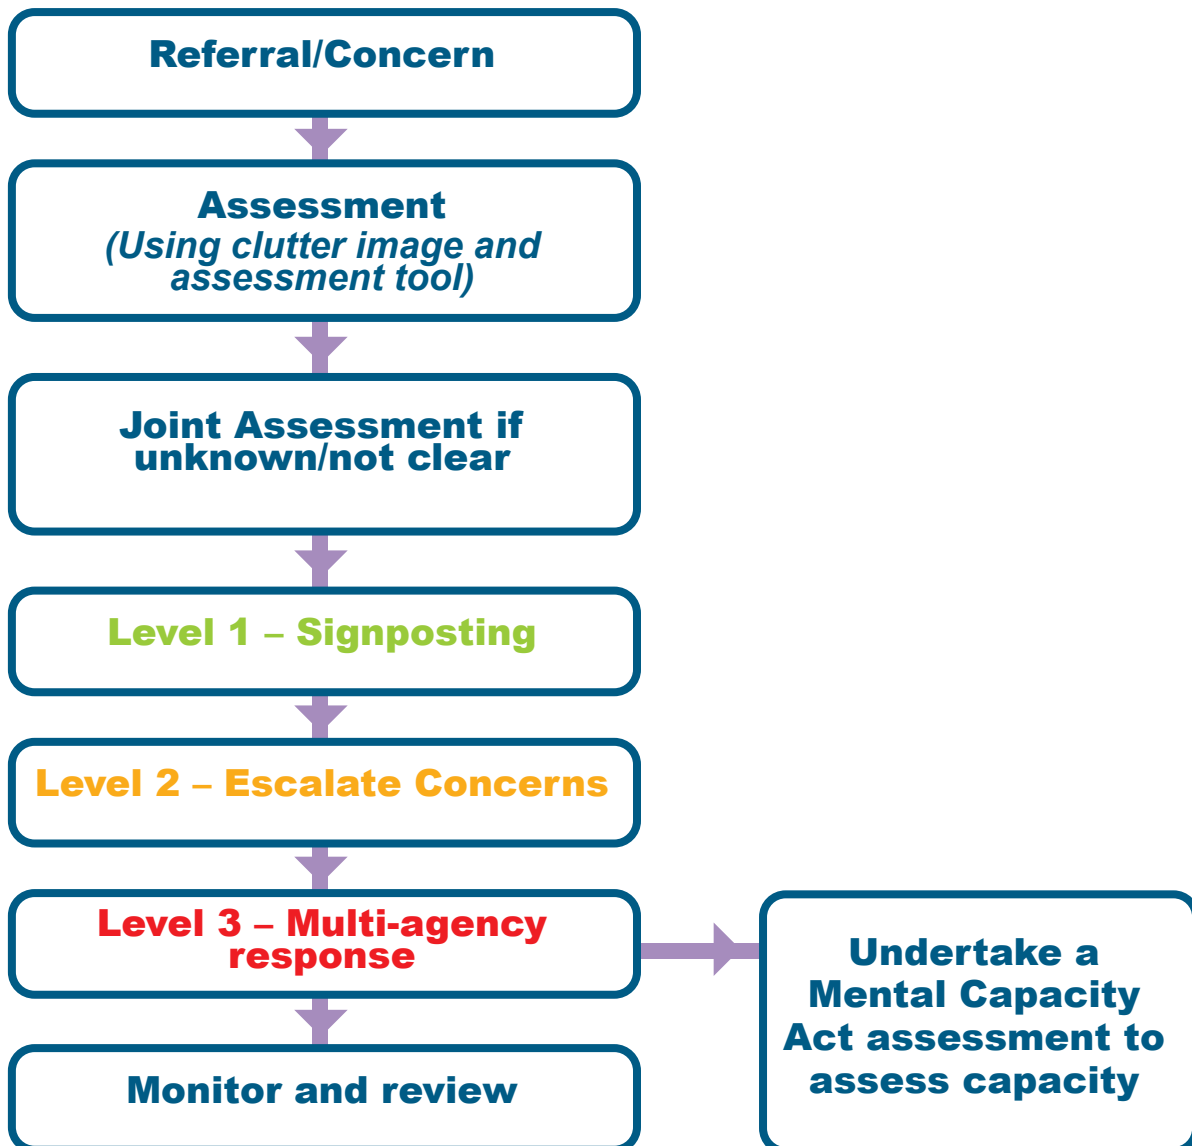 Referral/Concern
Assessment
(Using clutter image and
assessment tool)
Joint Assessment if
unknown/not clear
Level 1 – Signposting
Level 2 – Escalate Concerns
Level 3 – Multi-agency
response
Undertake a
Mental Capacity
Act assessment to
assess capacity
Monitor and review